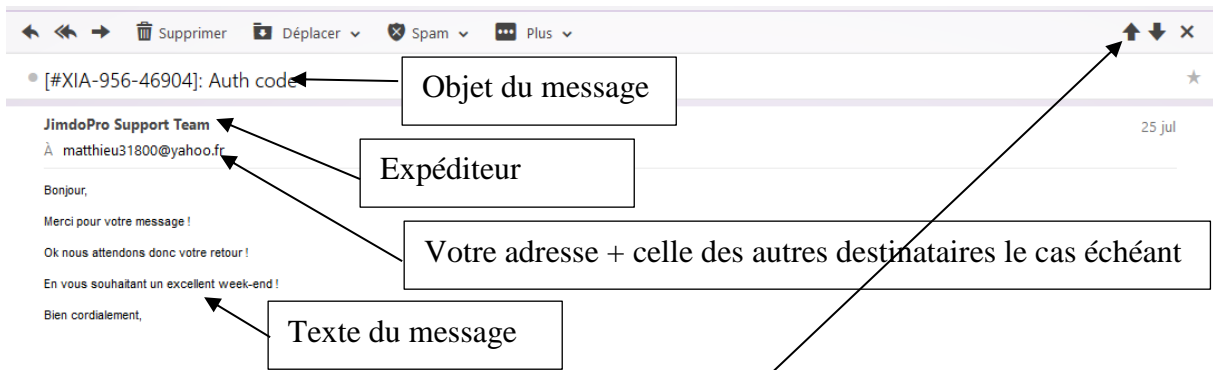 Supprimer Déplacer Spam Plus
[#XIA-956-46904]: Auth code
Objet du message
JimdoPro Support Team 25 jul
À matthieu31800@yahoo.fr
Expéditeur
Bonjour,
Merci pour votre message !
Votre adresse + celle des autres destinataires le cas échéant
Ok nous attendons donc votre retour !
En vous souhaitant un excellent week-end !
Bien cordialement,
Texte du message